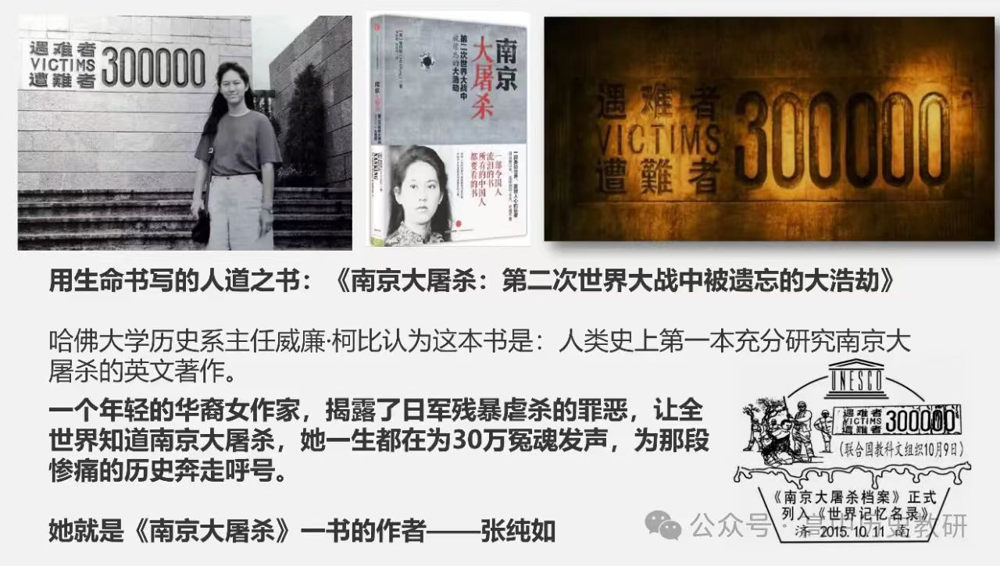 遇难者
VICTIMS 300000
遭難者
南京
大屠杀
第二次世界大战中
被遗忘的大浩劫
一部令国人
流泪的书
所有的中国人
都要看的书
遇难者
VICTIMS 300000
遭難者
用生命书写的人道之书：《南京大屠杀：第二次世界大战中被遗忘的大浩劫》
哈佛大学历史系主任威廉·柯比认为这本书是：人类史上第一本充分研究南京大
屠杀的英文著作。
一个年轻的华裔女作家，揭露了日军残暴虐杀的罪恶，让全
世界知道南京大屠杀，她一生都在为30万冤魂发声，为那段
惨痛的历史奔走呼号。
她就是《南京大屠杀》一书的作者——张纯如
UNESCO
遇难者
VICTIMS 300000
遭難者
（联合国教科文组织10月9日）
《南京大屠杀档案》正式
列入《世界记忆名录》
济 2015.10.11 南
公众号·高中历史教研